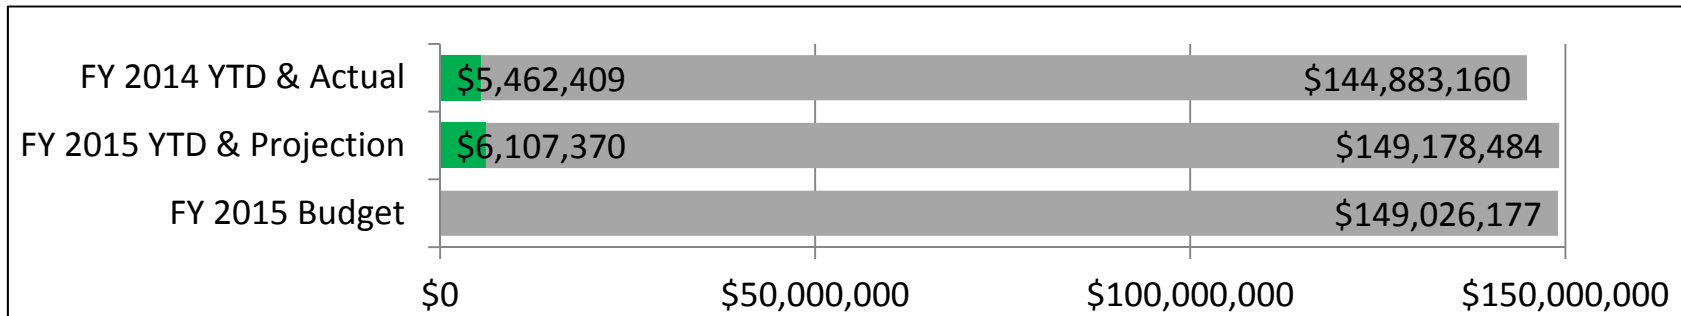 FY 2014 YTD & Actual $5,462,409 $144,883,160
FY 2015 YTD & Projection $6,107,370 $149,178,484
FY 2015 Budget $149,026,177
$0 $50,000,000 $100,000,000 $150,000,000